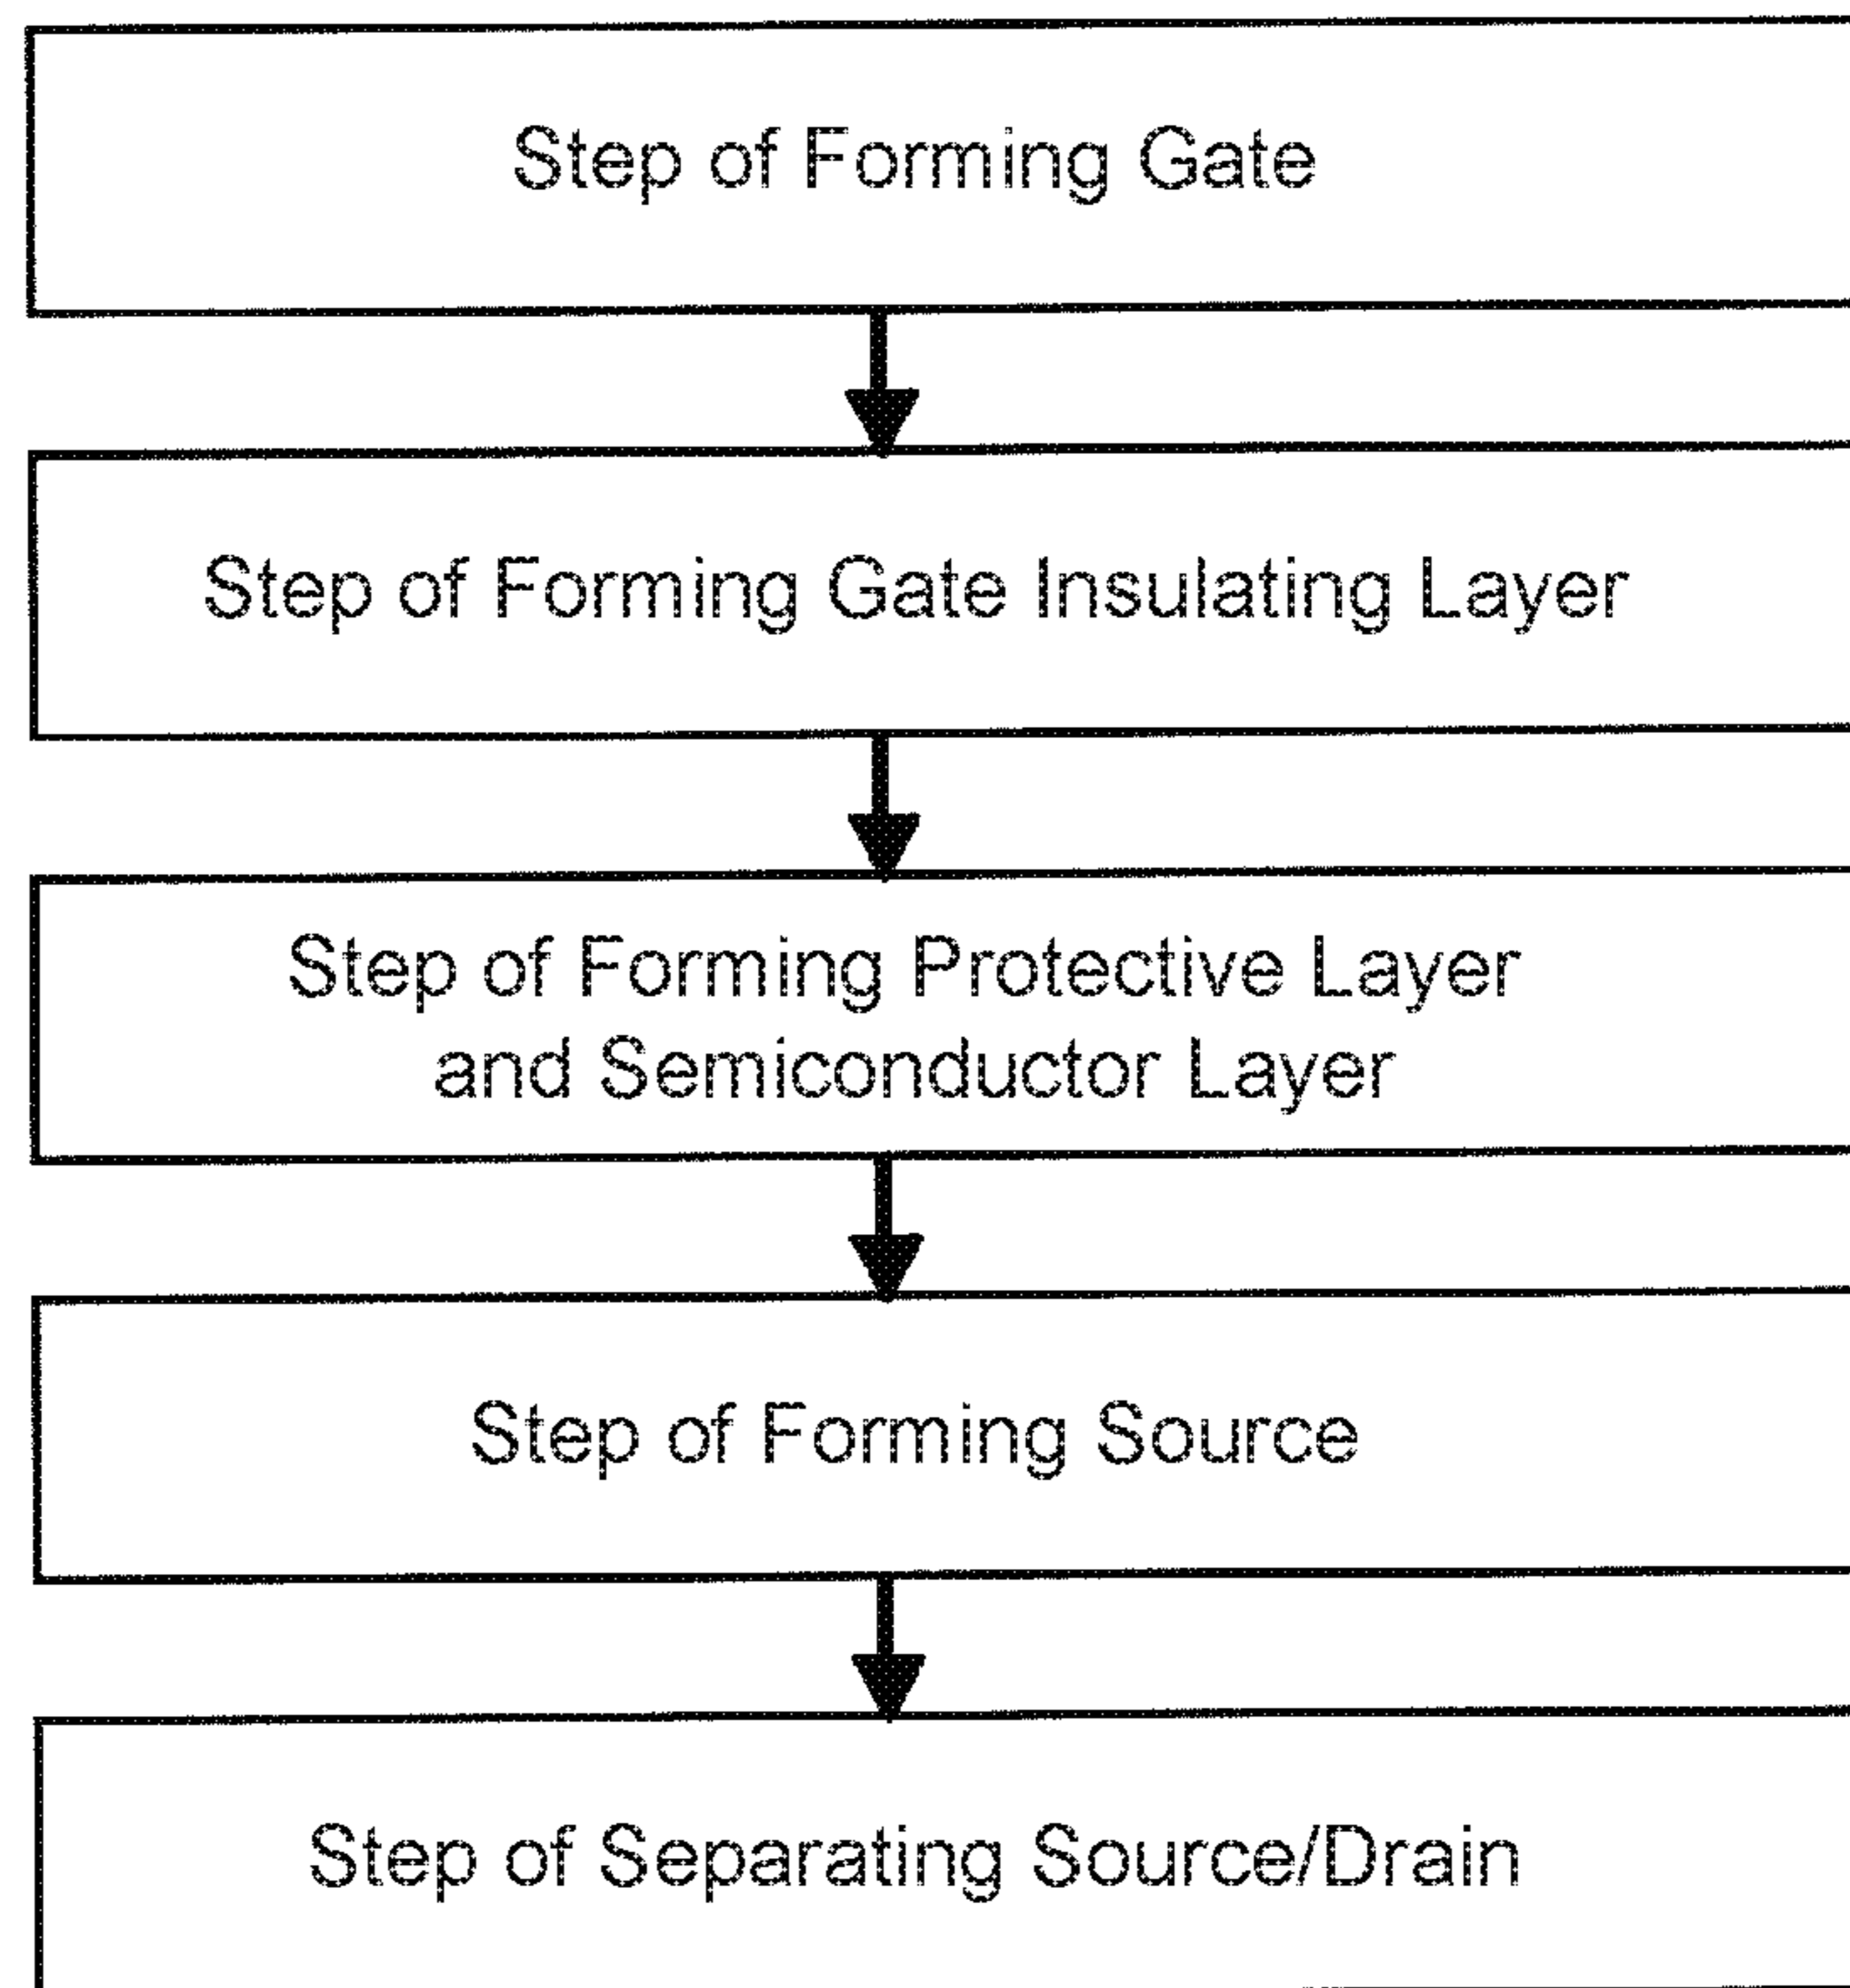 Step of Forming Gate
Step of Forming Gate Insulating Layer
Step of Forming Protective Layer
and Semiconductor Layer
Step of Forming Source
Step of Separating Source/Drain